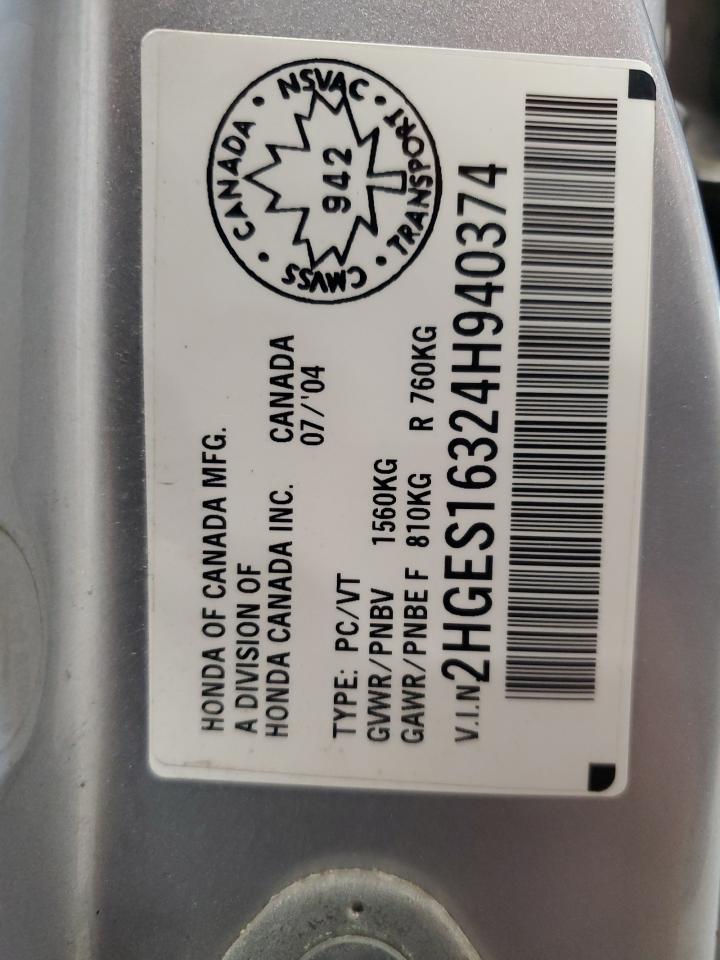 HONDA OF CANADA MFG.
A DIVISION OF
HONDA CANADA INC. CANADA
07/'04
TYPE: PC/VT
GVWR/PNBV 1560KG
GAWR/PNBE F 810KG R 760KG
V.I.N 2HGES16324H940374
CANADA • NSVAC • TRANSPORT • CMVSS •
942